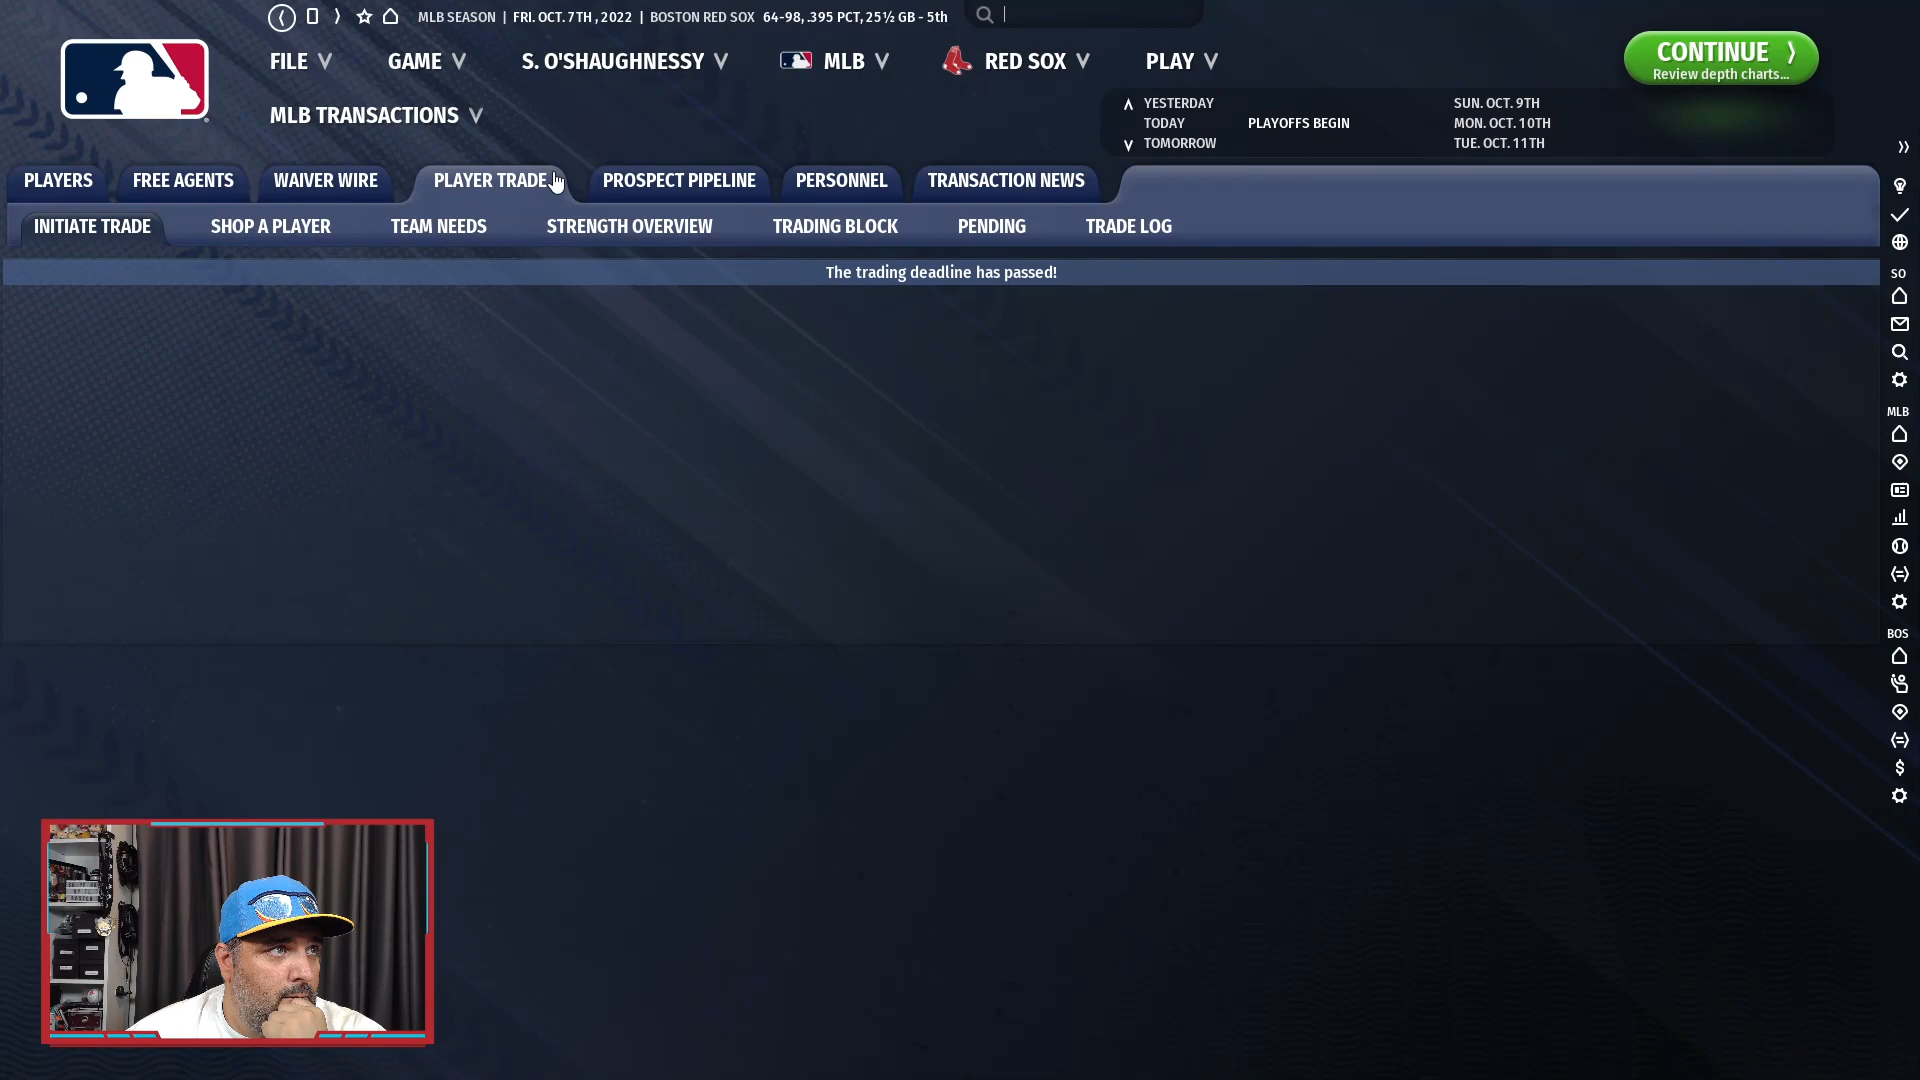 MLB SEASON | FRI. OCT. 7TH , 2022 | BOSTON RED SOX 64-98, .395 PCT, 25½ GB - 5th
FILE GAME S. O'SHAUGHNESSY MLB RED SOX PLAY
CONTINUE
Review depth charts...
MLB TRANSACTIONS
YESTERDAY SUN. OCT. 9TH
TODAY PLAYOFFS BEGIN MON. OCT. 10TH
TOMORROW TUE. OCT. 11TH
PLAYERS FREE AGENTS WAIVER WIRE PLAYER TRADE PROSPECT PIPELINE PERSONNEL TRANSACTION NEWS
INITIATE TRADE SHOP A PLAYER TEAM NEEDS STRENGTH OVERVIEW TRADING BLOCK PENDING TRADE LOG
The trading deadline has passed!
SO
MLB
BOS